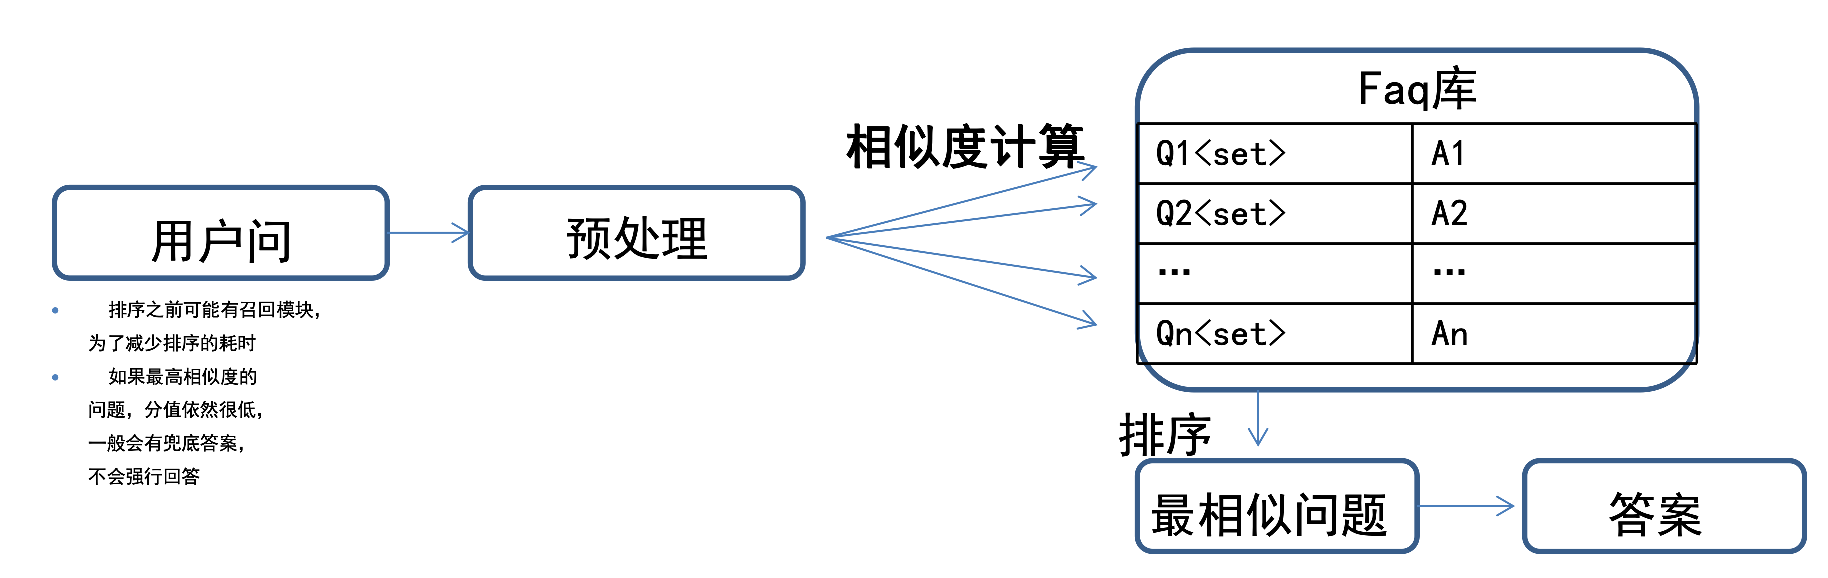 Faq库
相似度计算
Q1<set> A1
Q2<set> A2
... ...
Qn<set> An
用户问
预处理
排序之前可能有召回模块，
为了减少排序的耗时
如果最高相似度的
问题，分值依然很低，
一般会有兜底答案，
不会强行回答
排序
最相似问题
答案